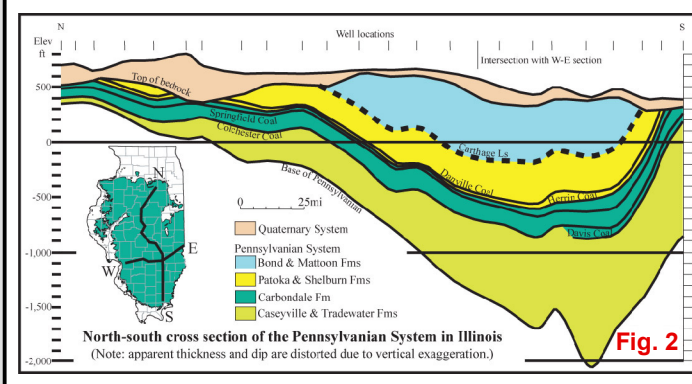 N
Well locations
S
Elev
ft
Intersection with W-E section
500
0
-500
-1,000
-1,500
-2,000
Top of bedrock
Springfield Coal
Colchester Coal
Base of Pennsylvanian
Carthage Ls
Danville Coal
Herrin Coal
Davis Coal
0 25mi
N
E
W
S
Quaternary System
Pennsylvanian System
Bond & Mattoon Fms
Patoka & Shelburn Fms
Carbondale Fm
Caseyville & Tradewater Fms
North-south cross section of the Pennsylvanian System in Illinois
(Note: apparent thickness and dip are distorted due to vertical exaggeration.)
Fig. 2